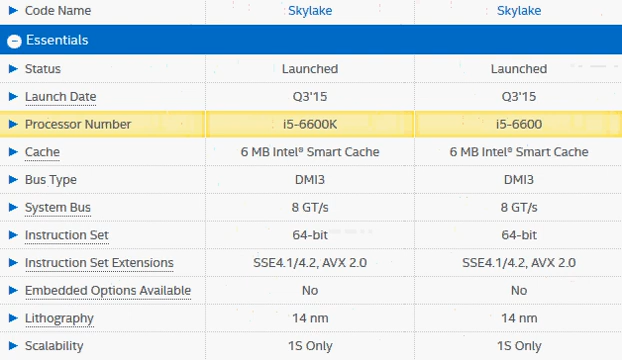 Code Name Skylake Skylake
Essentials
Status Launched Launched
Launch Date Q3'15 Q3'15
Processor Number i5-6600K i5-6600
Cache 6 MB Intel® Smart Cache 6 MB Intel® Smart Cache
Bus Type DMI3 DMI3
System Bus 8 GT/s 8 GT/s
Instruction Set 64-bit 64-bit
Instruction Set Extensions SSE4.1/4.2, AVX 2.0 SSE4.1/4.2, AVX 2.0
Embedded Options Available No No
Lithography 14 nm 14 nm
Scalability 1S Only 1S Only